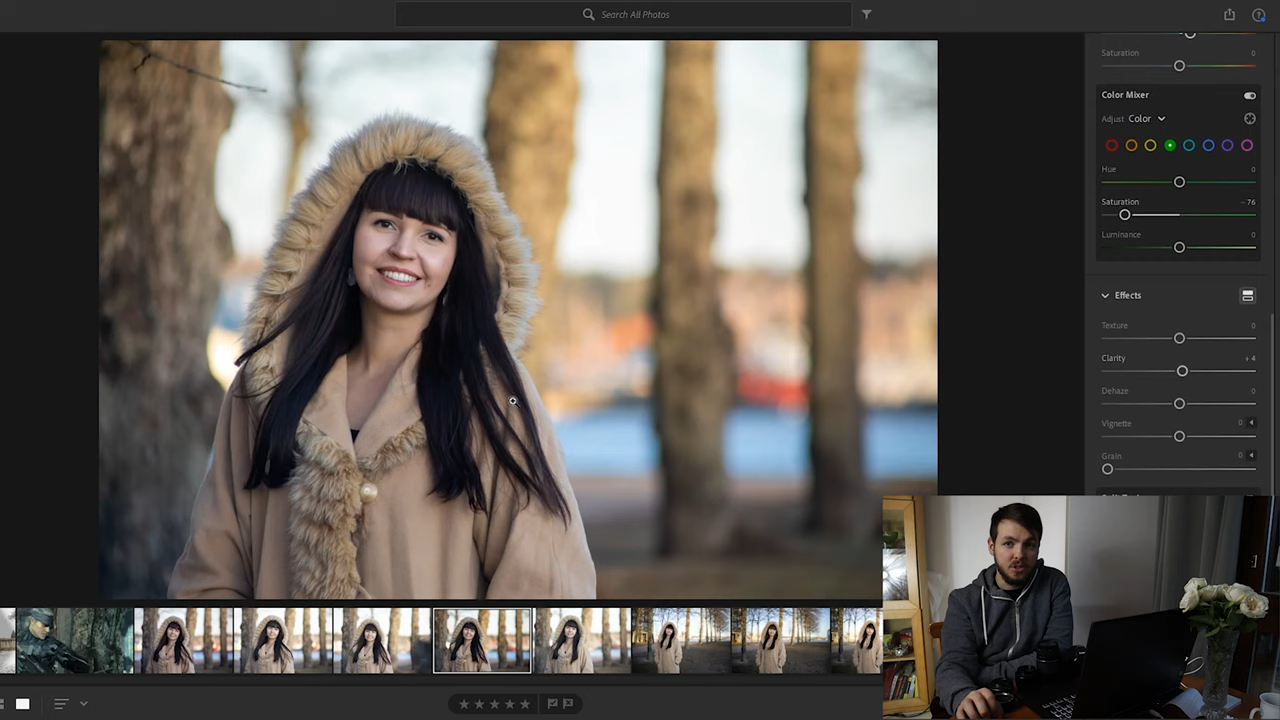 Search All Photos
Saturation 0
Color Mixer
Adjust Color
Hue 0
Saturation - 76
Luminance 0
Effects
Texture 0
Clarity + 4
Dehaze 0
Vignette 0
Grain 0